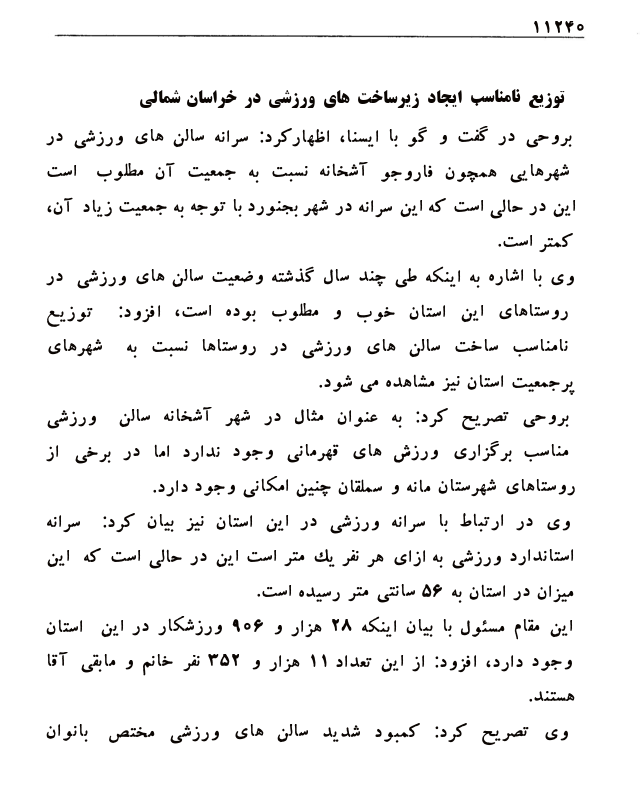 ۱۱۲۴۰
توزیع نامناسب ایجاد زیرساخت های ورزشی در خراسان شمالی
بروحی در گفت و گو با ایسنا، اظهارکرد: سرانه سالن های ورزشی در
شهرهایی همچون فاروجو آشخانه نسبت به جمعیت آن مطلوب است
این در حالی است که این سرانه در شهر بجنورد با توجه به جمعیت زیاد آن،
کمتر است.
وی با اشاره به اینکه طی چند سال گذشته وضعیت سالن های ورزشی در
روستاهای این استان خوب و مطلوب بوده است، افزود: توزیع
نامناسب ساخت سالن های ورزشی در روستاها نسبت به شهرهای
پرجمعیت استان نیز مشاهده می شود.
بروحی تصریح کرد: به عنوان مثال در شهر آشخانه سالن ورزشی
مناسب برگزاری ورزش های قهرمانی وجود ندارد اما در برخی از
روستاهای شهرستان مانه و سملقان چنین امکانی وجود دارد.
وی در ارتباط با سرانه ورزشی در این استان نیز بیان کرد: سرانه
استاندارد ورزشی به ازای هر نفر یك متر است این در حالی است که این
میزان در استان به ۵۶ سانتی متر رسیده است.
این مقام مسئول با بیان اینکه ۲۸ هزار و ۹۰۶ ورزشکار در این استان
وجود دارد، افزود: از این تعداد ۱۱ هزار و ۳۵۲ نفر خانم و مابقی آقا
هستند.
وی تصریح کرد: کمبود شدید سالن های ورزشی مختص بانوان